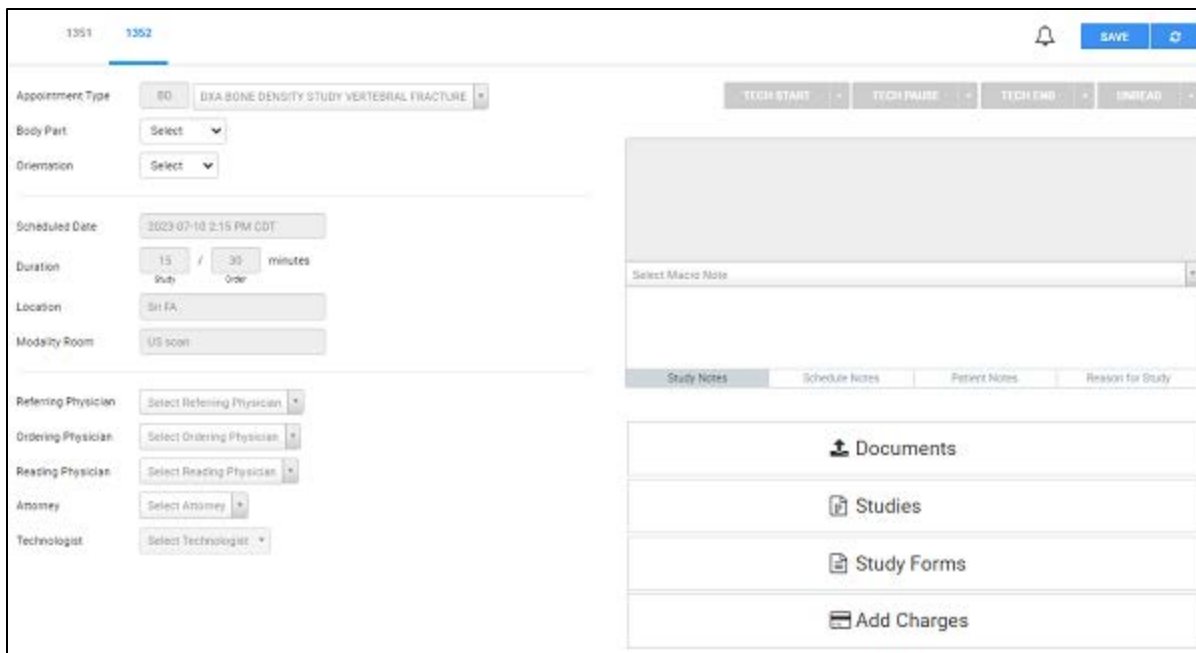 1351 1352 SAVE
Appointment Type BD DXA BONE DENSITY STUDY VERTEBRAL FRACTURE
Body Part Select
Orientation Select
Scheduled Date 2023-07-10 2:15 PM CDT
Duration 15 / 30 minutes
Study Order
Location Sri FA
Modality Room US scan
Referring Physician Select Referring Physician
Ordering Physician Select Ordering Physician
Reading Physician Select Reading Physician
Attorney Select Attorney
Technologist Select Technologist
TECH START TECH PAUSE TECH END UNREAD
Select Macro Note
Study Notes Schedule Notes Patient Notes Reason for Study
Documents
Studies
Study Forms
Add Charges